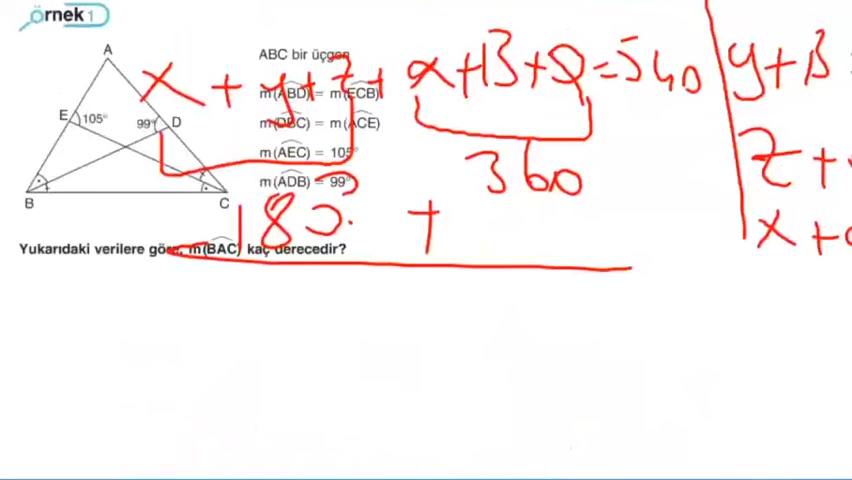 örnek 1
A
ABC bir üçgen
x + y + z + α + β + θ = 540
y + β =
E 105° 99° D
m(ABD) = m(ECB)
m(DBC) = m(ACE)
z +
m(AEC) = 105°
360
m(ADB) = 99°
B C
180 +
x +
Yukarıdaki verilere göre, m(BAC) kaç derecedir?